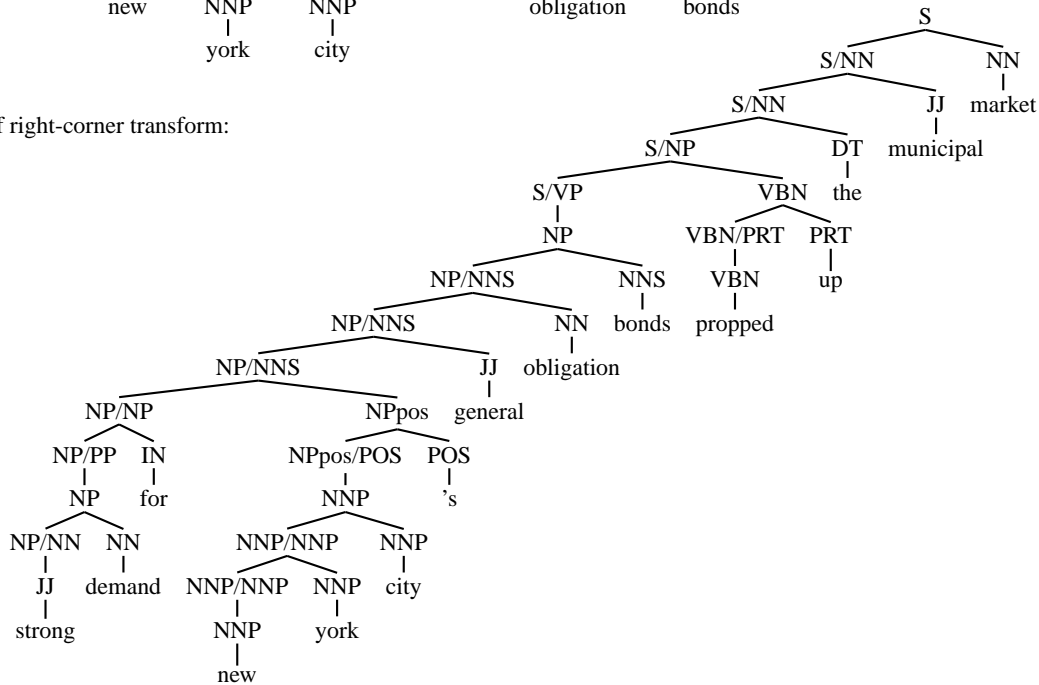 new NNP NNP obligation bonds
york city
S
S/NN NN
S/NN JJ market
f right-corner transform:
S/NP DT municipal
S/VP VBN the
NP VBN/PRT PRT
NP/NNS NNS VBN up
NP/NNS NN bonds propped
NP/NNS JJ obligation
NP/NP NPpos general
NP/PP IN NPpos/POS POS
NP for NNP 's
NP/NN NN NNP/NNP NNP
JJ demand NNP/NNP NNP city
strong NNP york
new